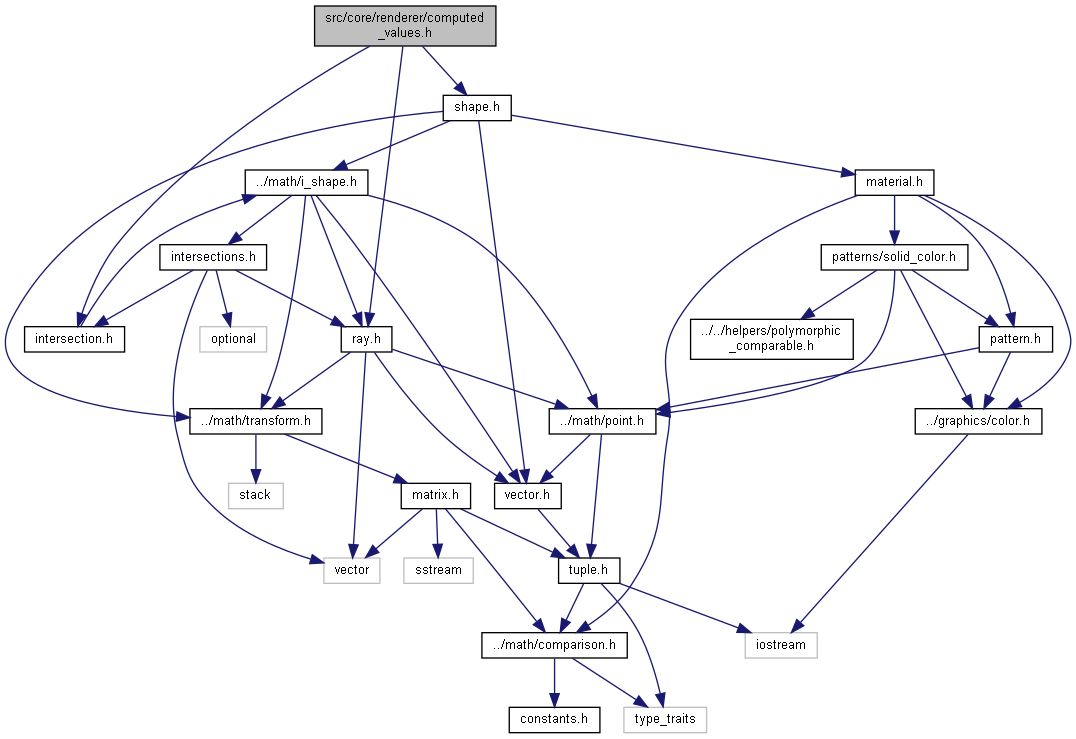 src/core/renderer/computed
_values.h
shape.h
../math/i_shape.h
material.h
intersections.h
patterns/solid_color.h
intersection.h
optional
ray.h
../../helpers/polymorphic
_comparable.h
pattern.h
../math/transform.h
../math/point.h
../graphics/color.h
stack
matrix.h
vector.h
vector
sstream
tuple.h
../math/comparison.h
iostream
constants.h
type_traits